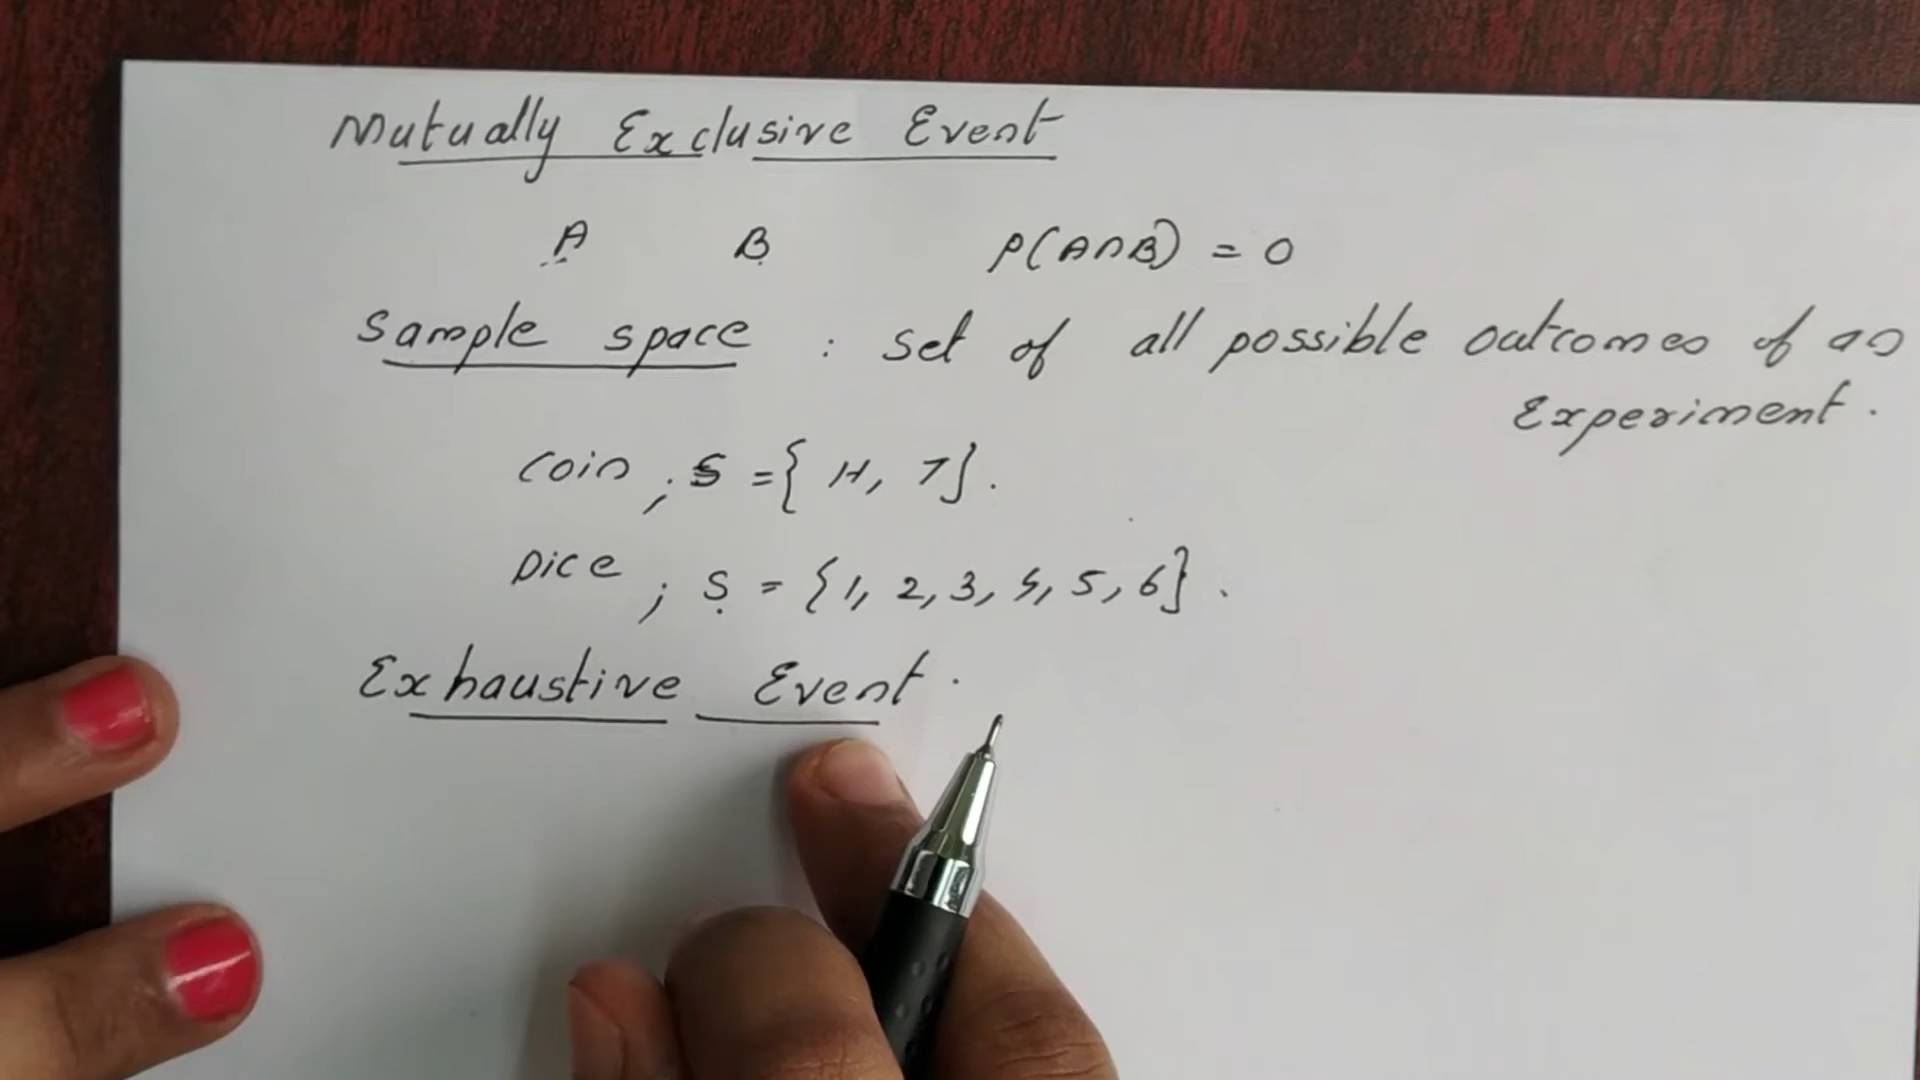 Mutually Exclusive Event
A B P(A∩B) = 0
Sample space : set of all possible outcomes of an
Experiment.
coin ; S = { H, T}.
Dice ; S = {1, 2, 3, 4, 5, 6}.
Exhaustive Event.